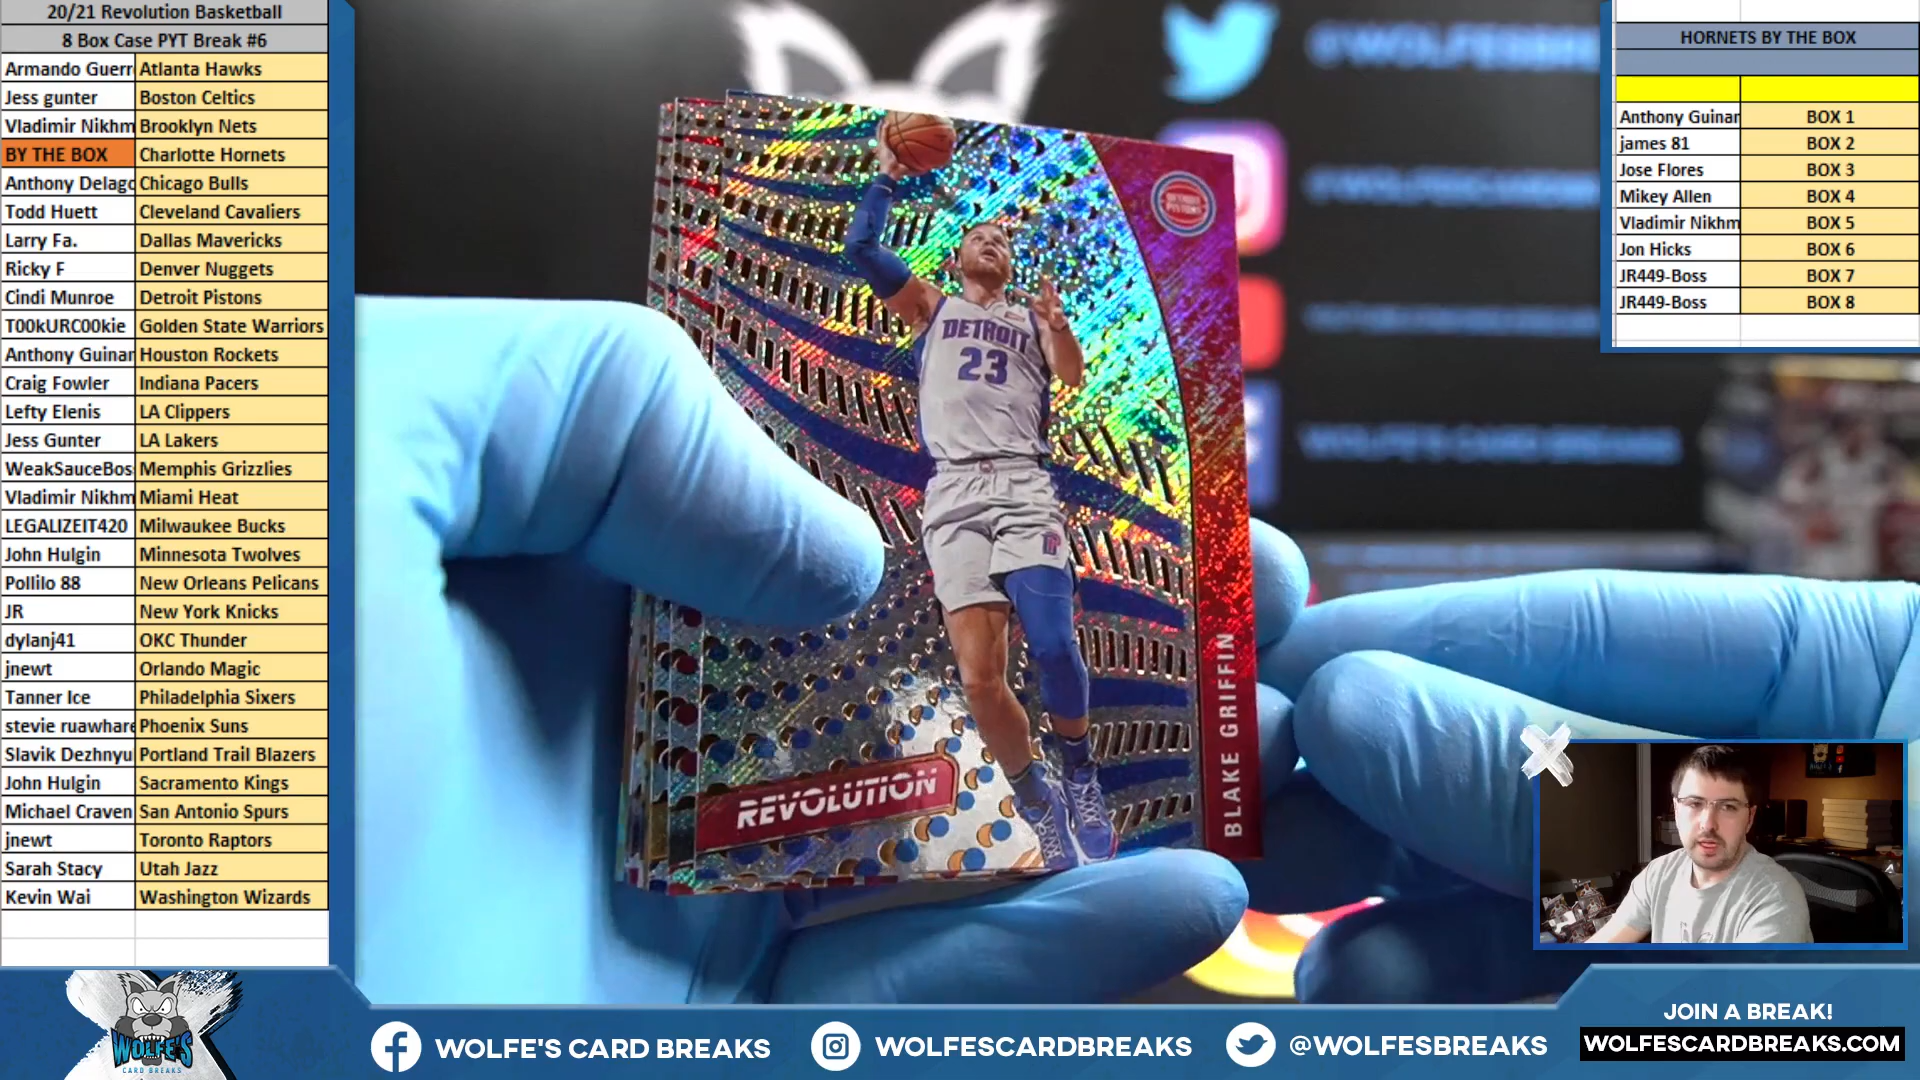 20/21 Revolution Basketball
8 Box Case PYT Break #6
Armando Guerr Atlanta Hawks
Jess gunter Boston Celtics
Vladimir Nikhm Brooklyn Nets
BY THE BOX Charlotte Hornets
Anthony Delago Chicago Bulls
Todd Huett Cleveland Cavaliers
Larry Fa. Dallas Mavericks
Ricky F Denver Nuggets
Cindi Munroe Detroit Pistons
T00kURC00kie Golden State Warriors
Anthony Guinar Houston Rockets
Craig Fowler Indiana Pacers
Lefty Elenis LA Clippers
Jess Gunter LA Lakers
WeakSauceBos Memphis Grizzlies
Vladimir Nikhm Miami Heat
LEGALIZEIT420 Milwaukee Bucks
John Hulgin Minnesota Twolves
Pollilo 88 New Orleans Pelicans
JR New York Knicks
dylanj41 OKC Thunder
jnewt Orlando Magic
Tanner Ice Philadelphia Sixers
stevie ruawhare Phoenix Suns
Slavik Dezhnyu Portland Trail Blazers
John Hulgin Sacramento Kings
Michael Craven San Antonio Spurs
jnewt Toronto Raptors
Sarah Stacy Utah Jazz
Kevin Wai Washington Wizards
HORNETS BY THE BOX
Anthony Guinar BOX 1
james 81 BOX 2
Jose Flores BOX 3
Mikey Allen BOX 4
Vladimir Nikhm BOX 5
Jon Hicks BOX 6
JR449-Boss BOX 7
JR449-Boss BOX 8
@WOLFESBRE
WOLFE'S CARD BREAKS
DETROIT PISTONS
DETROIT
23
REVOLUTION
BLAKE GRIFFIN
WOLFE'S
CARD BREAKS
WOLFE'S CARD BREAKS
WOLFESCARDBREAKS
@WOLFESBREAKS
JOIN A BREAK!
WOLFESCARDBREAKS.COM